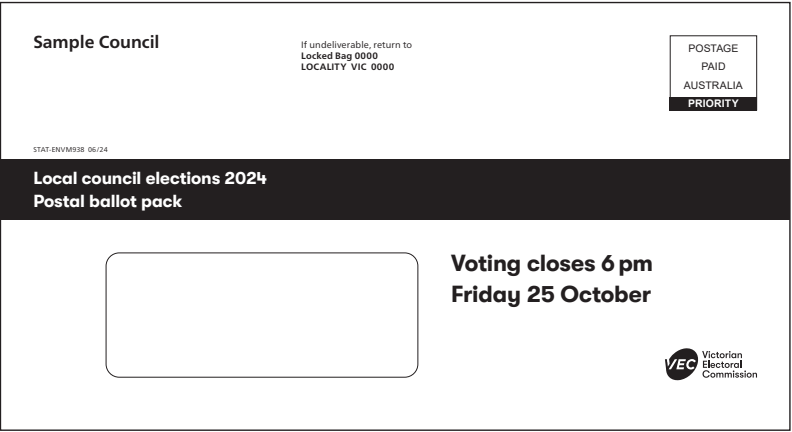 Sample Council
If undeliverable, return to
Locked Bag 0000
LOCALITY VIC 0000
POSTAGE
PAID
AUSTRALIA
PRIORITY
STAT-ENVM938 06/24
Local council elections 2024
Postal ballot pack
Voting closes 6 pm
Friday 25 October
VEC
Victorian
Electoral
Commission